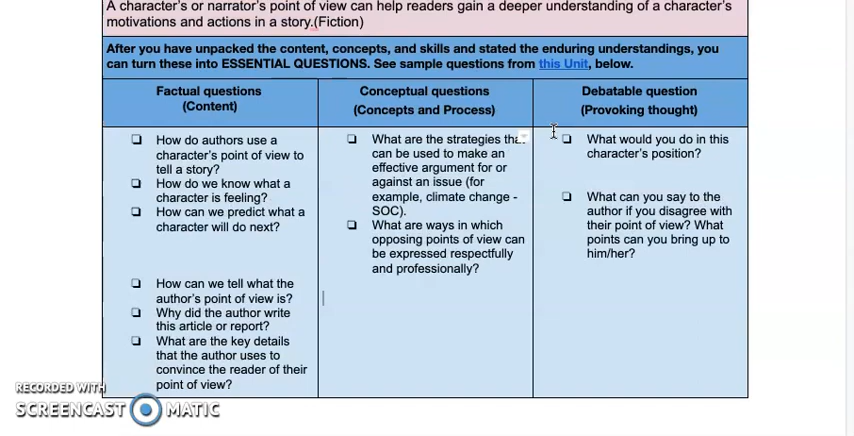 A character's or narrator's point of view can help readers gain a deeper understanding of a character's
motivations and actions in a story.(Fiction)
After you have unpacked the content, concepts, and skills and stated the enduring understandings, you
can turn these into ESSENTIAL QUESTIONS. See sample questions from this Unit, below.
Factual questions
(Content)
Conceptual questions
(Concepts and Process)
Debatable question
(Provoking thought)
How do authors use a
character's point of view to
tell a story?
How do we know what a
character is feeling?
How can we predict what a
character will do next?
How can we tell what the
author's point of view is?
Why did the author write
this article or report?
What are the key details
that the author uses to
convince the reader of their
point of view?
What are the strategies that
can be used to make an
effective argument for or
against an issue (for
example, climate change -
SOC).
What are ways in which
opposing points of view can
be expressed respectfully
and professionally?
What would you do in this
character's position?
What can you say to the
author if you disagree with
their point of view? What
points can you bring up to
him/her?
RECORDED WITH
SCREENCAST MATIC